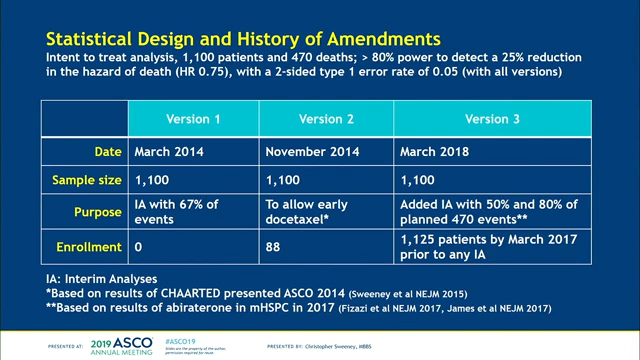 Statistical Design and History of Amendments
Intent to treat analysis, 1,100 patients and 470 deaths; > 80% power to detect a 25% reduction
in the hazard of death (HR 0.75), with a 2-sided type 1 error rate of 0.05 (with all versions)
Version 1 Version 2 Version 3
Date March 2014 November 2014 March 2018
Sample size 1,100 1,100 1,100
Purpose IA with 67% of events To allow early docetaxel* Added IA with 50% and 80% of planned 470 events**
Enrollment 0 88 1,125 patients by March 2017 prior to any IA
IA: Interim Analyses
*Based on results of CHAARTED presented ASCO 2014 (Sweeney et al NEJM 2015)
**Based on results of abiraterone in mHSPC in 2017 (Fizazi et al NEJM 2017, James et al NEJM 2017)
PRESENTED AT: 2019 ASCO ANNUAL MEETING
#ASCO19
Slides are the property of the author,
permission required for reuse.
PRESENTED BY: Christopher Sweeney, MBBS